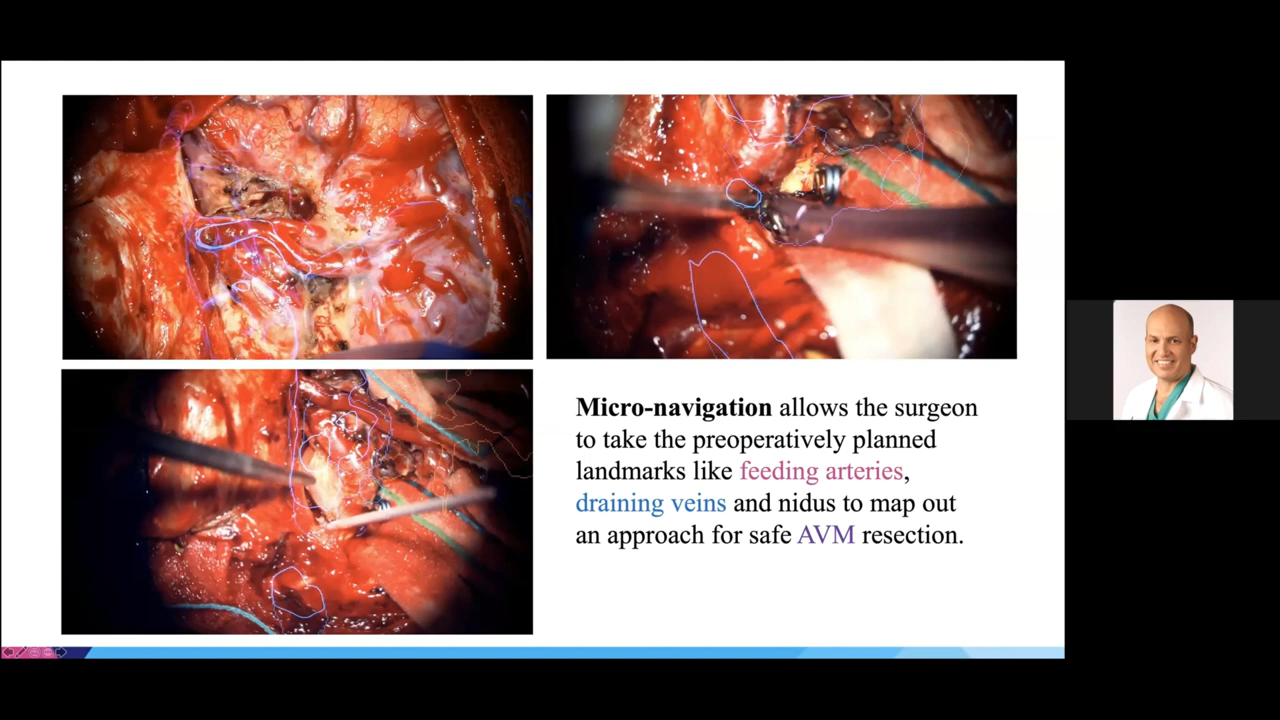 Micro-navigation allows the surgeon
to take the preoperatively planned
landmarks like feeding arteries,
draining veins and nidus to map out
an approach for safe AVM resection.